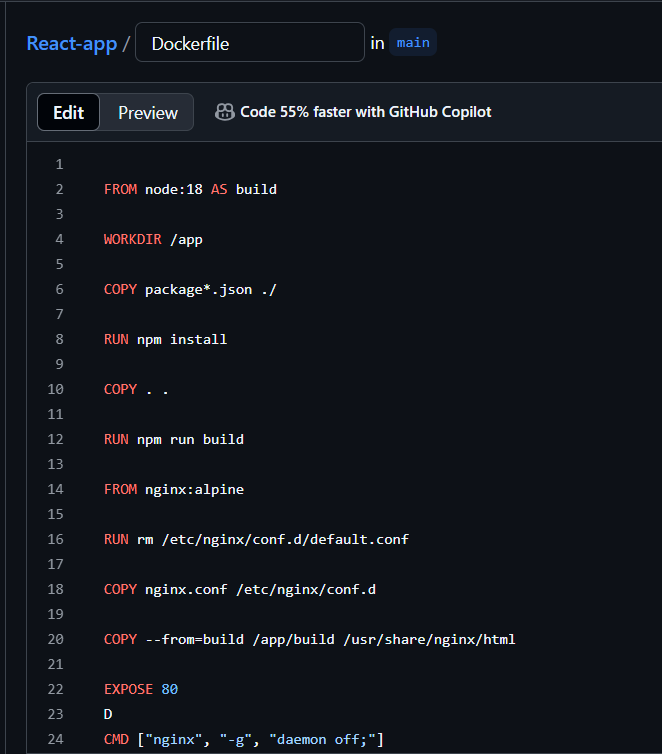 React-app / Dockerfile in main
Edit Preview Code 55% faster with GitHub Copilot
1
2 FROM node:18 AS build
3
4 WORKDIR /app
5
6 COPY package*.json ./
7
8 RUN npm install
9
10 COPY . .
11
12 RUN npm run build
13
14 FROM nginx:alpine
15
16 RUN rm /etc/nginx/conf.d/default.conf
17
18 COPY nginx.conf /etc/nginx/conf.d
19
20 COPY --from=build /app/build /usr/share/nginx/html
21
22 EXPOSE 80
23 D
24 CMD ["nginx", "-g", "daemon off;"]